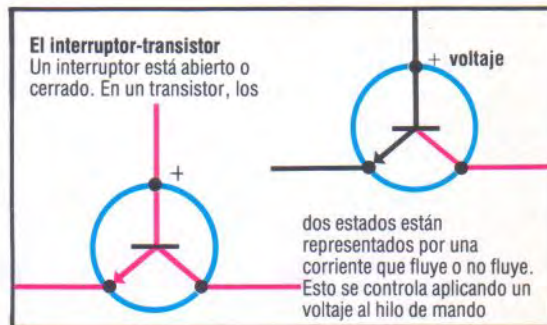 El interruptor-transistor
Un interruptor está abierto o
cerrado. En un transistor, los
+
+ voltaje
dos estados están
representados por una
corriente que fluye o no fluye.
Esto se controla aplicando un
voltaje al hilo de mando